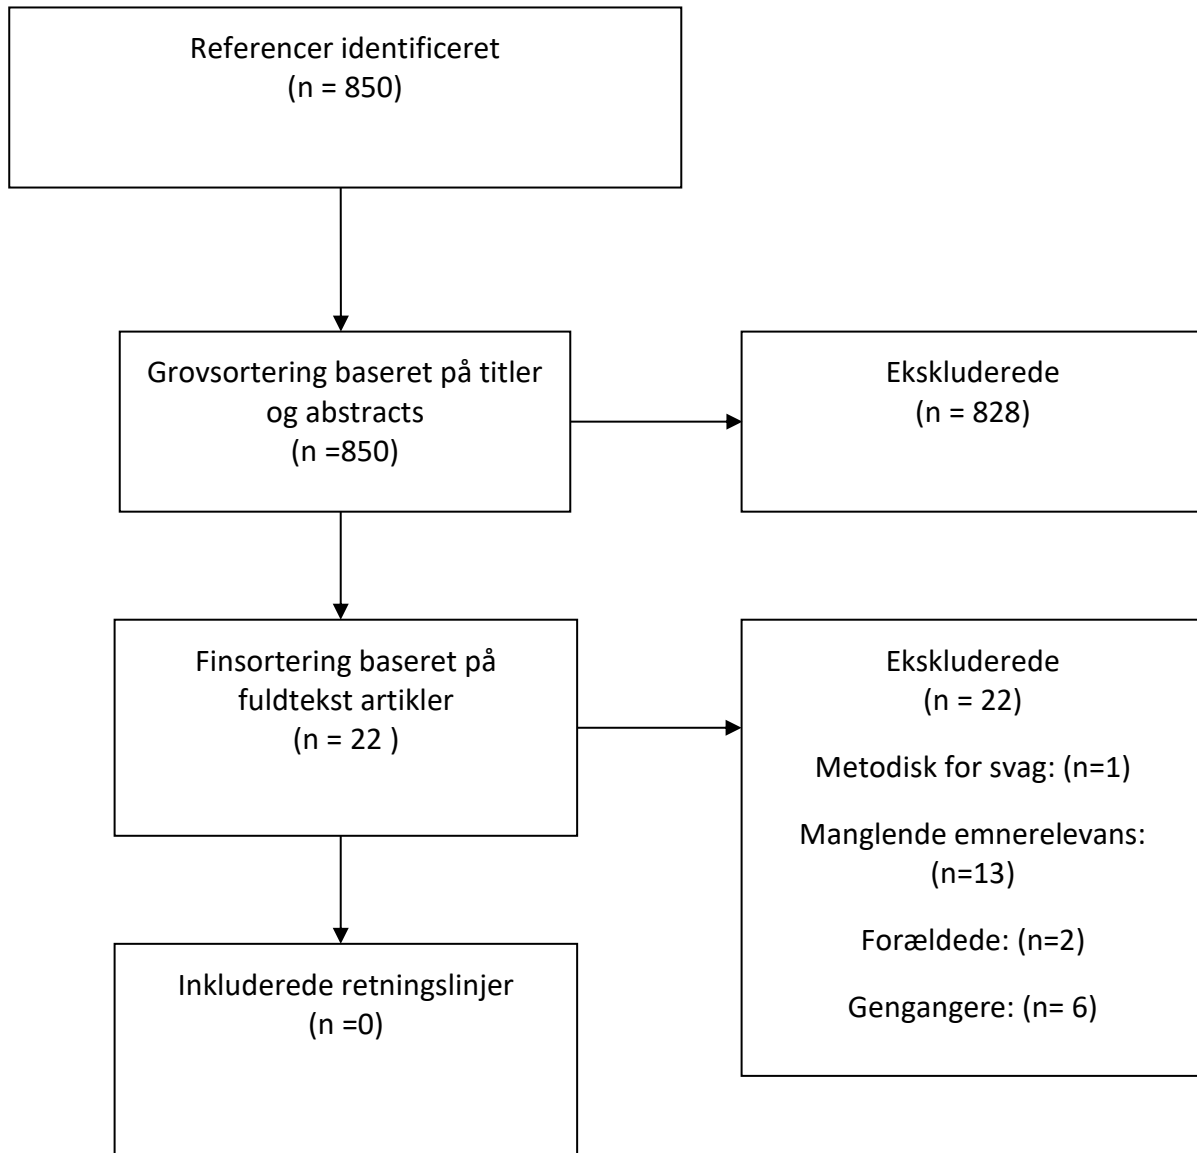 Referencer identificeret
(n = 850)
Grovsortering baseret på titler
og abstracts
(n =850)
Ekskluderede
(n = 828)
Finsortering baseret på
fuldtekst artikler
(n = 22 )
Ekskluderede
(n = 22)
Metodisk for svag: (n=1)
Manglende emnerelevans:
(n=13)
Forældede: (n=2)
Gengangere: (n= 6)
Inkluderede retningslinjer
(n =0)